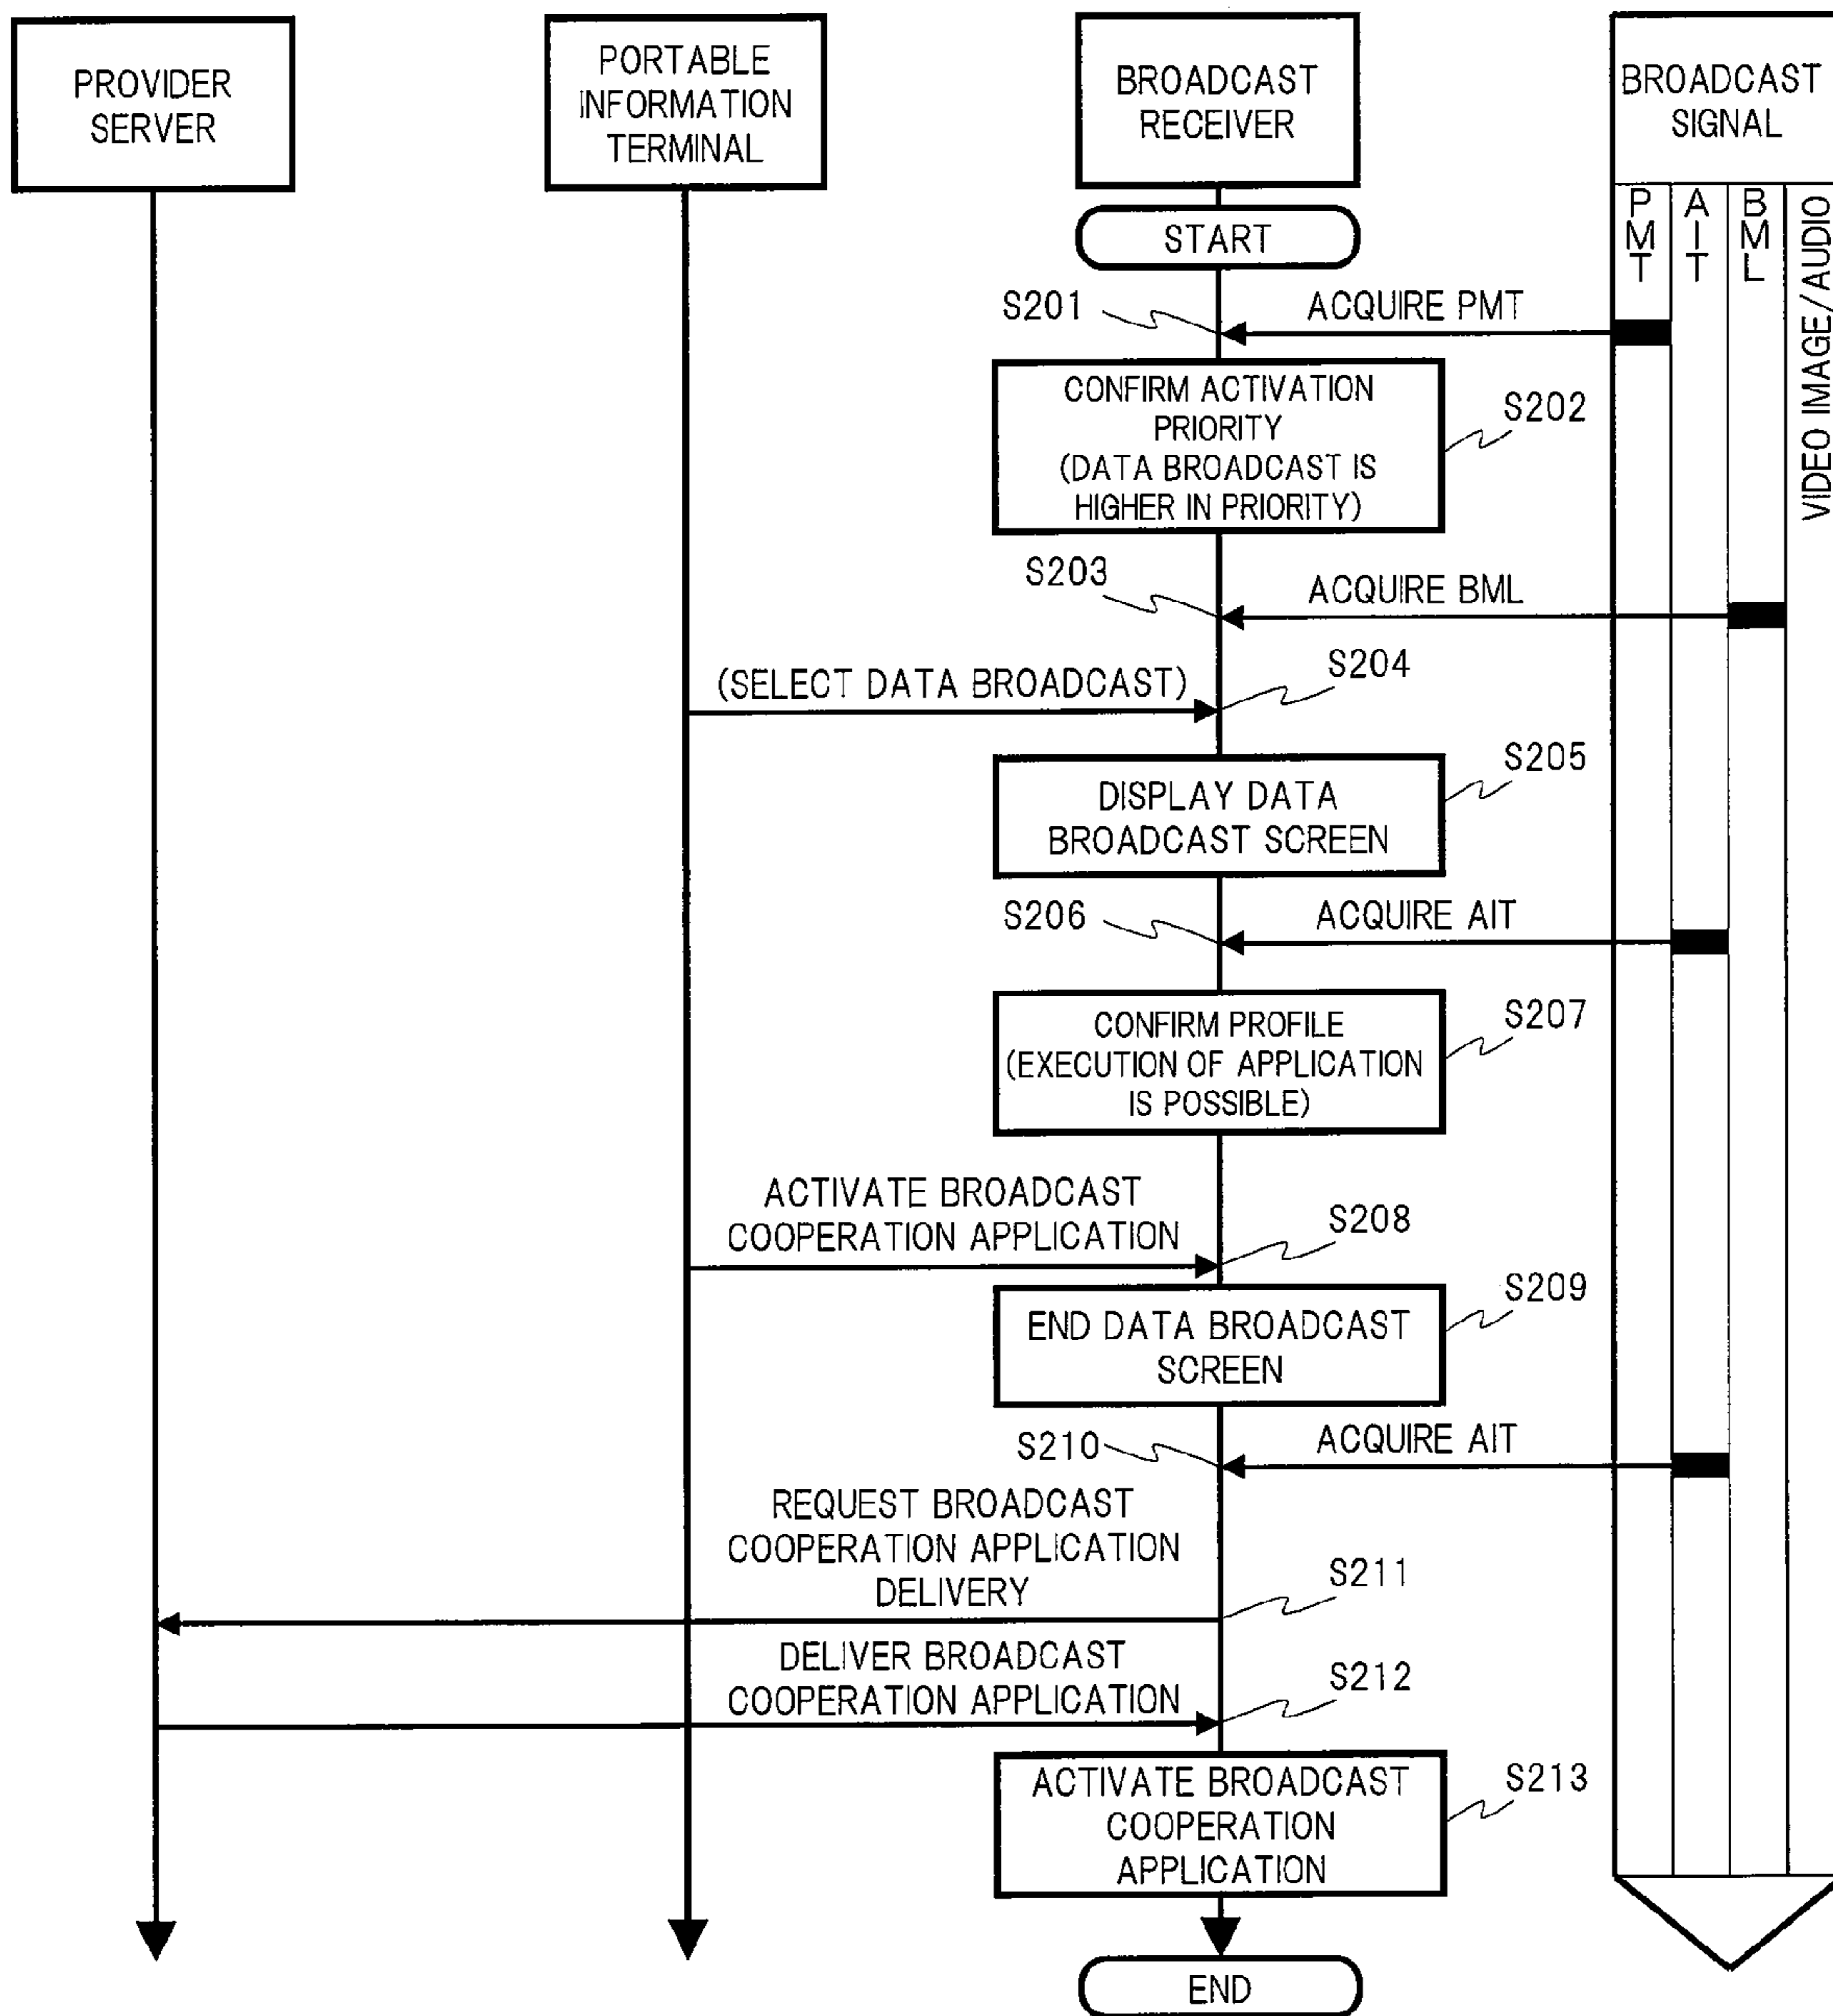 PROVIDER
SERVER
PORTABLE
INFORMATION
TERMINAL
BROADCAST
RECEIVER
BROADCAST
SIGNAL
PMT
AIT
BML
VIDEO IMAGE/AUDIO
START
S201
ACQUIRE PMT
CONFIRM ACTIVATION
PRIORITY
(DATA BROADCAST IS
HIGHER IN PRIORITY)
S202
S203
ACQUIRE BML
(SELECT DATA BROADCAST)
S204
DISPLAY DATA
BROADCAST SCREEN
S205
S206
ACQUIRE AIT
CONFIRM PROFILE
(EXECUTION OF APPLICATION
IS POSSIBLE)
S207
ACTIVATE BROADCAST
COOPERATION APPLICATION
S208
END DATA BROADCAST
SCREEN
S209
S210
ACQUIRE AIT
REQUEST BROADCAST
COOPERATION APPLICATION
DELIVERY
S211
DELIVER BROADCAST
COOPERATION APPLICATION
S212
ACTIVATE BROADCAST
COOPERATION
APPLICATION
S213
END